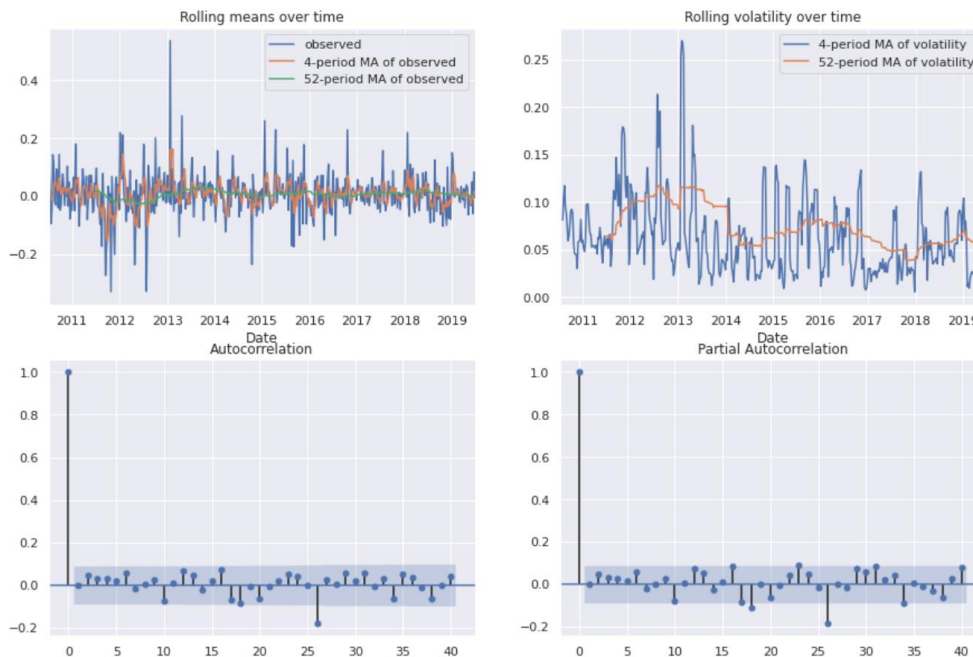 Rolling means over time
observed
4-period MA of observed
52-period MA of observed
0.4
0.2
0.0
−0.2
2011 2012 2013 2014 2015 2016 2017 2018 2019
Date
Rolling volatility over time
4-period MA of volatility
52-period MA of volatility
0.25
0.20
0.15
0.10
0.05
0.00
2011 2012 2013 2014 2015 2016 2017 2018 2019
Date
Autocorrelation
1.0
0.8
0.6
0.4
0.2
0.0
−0.2
0 5 10 15 20 25 30 35 40
Partial Autocorrelation
1.0
0.8
0.6
0.4
0.2
0.0
−0.2
0 5 10 15 20 25 30 35 40